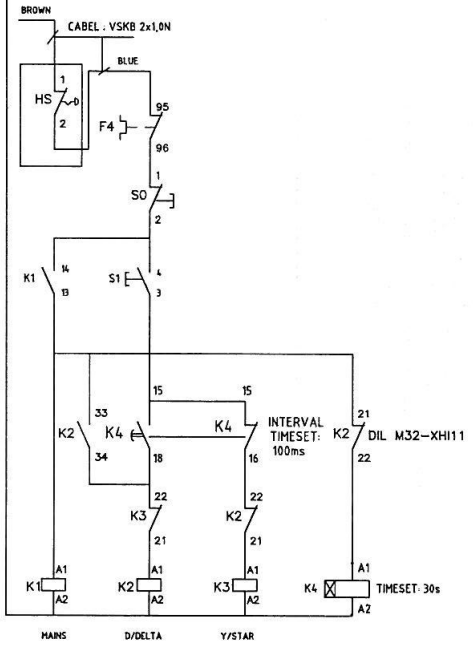 BROWN
CABEL : VSKB 2x1,0N
BLUE
1
HS
2
95
F4
96
1
S0
2
14
K1
13
4
S1
3
15
15
33
K2
34
K4
18
K4
16
INTERVAL
TIMESET:
100ms
21
K2
DIL M32-XHI11
22
22
K3
21
22
K2
21
A1
K1
A2
A1
K2
A2
A1
K3
A2
A1
K4
TIMESET: 30s
A2
MAINS
D/DELTA
Y/STAR